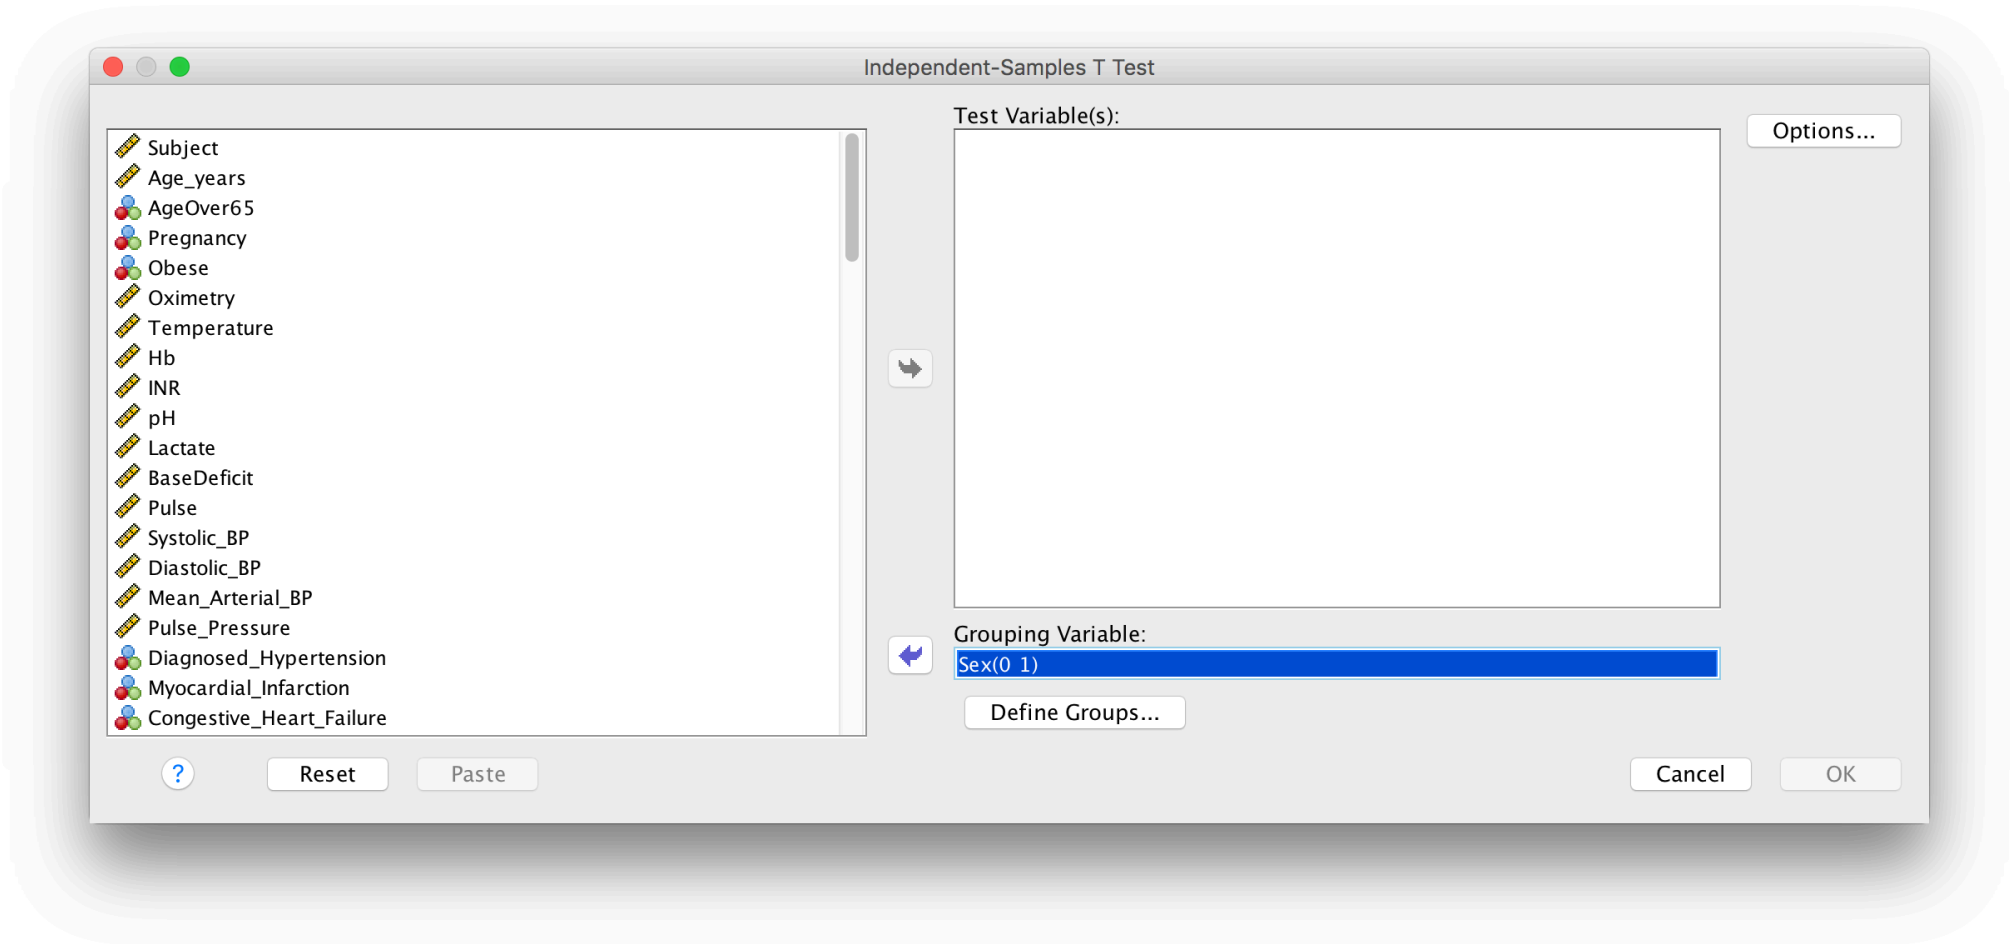 Independent-Samples T Test
Subject
Age_years
AgeOver65
Pregnancy
Obese
Oximetry
Temperature
Hb
INR
pH
Lactate
BaseDeficit
Pulse
Systolic_BP
Diastolic_BP
Mean_Arterial_BP
Pulse_Pressure
Diagnosed_Hypertension
Myocardial_Infarction
Congestive_Heart_Failure
Test Variable(s):
Options...
Grouping Variable:
Sex(0 1)
Define Groups...
? Reset Paste Cancel OK